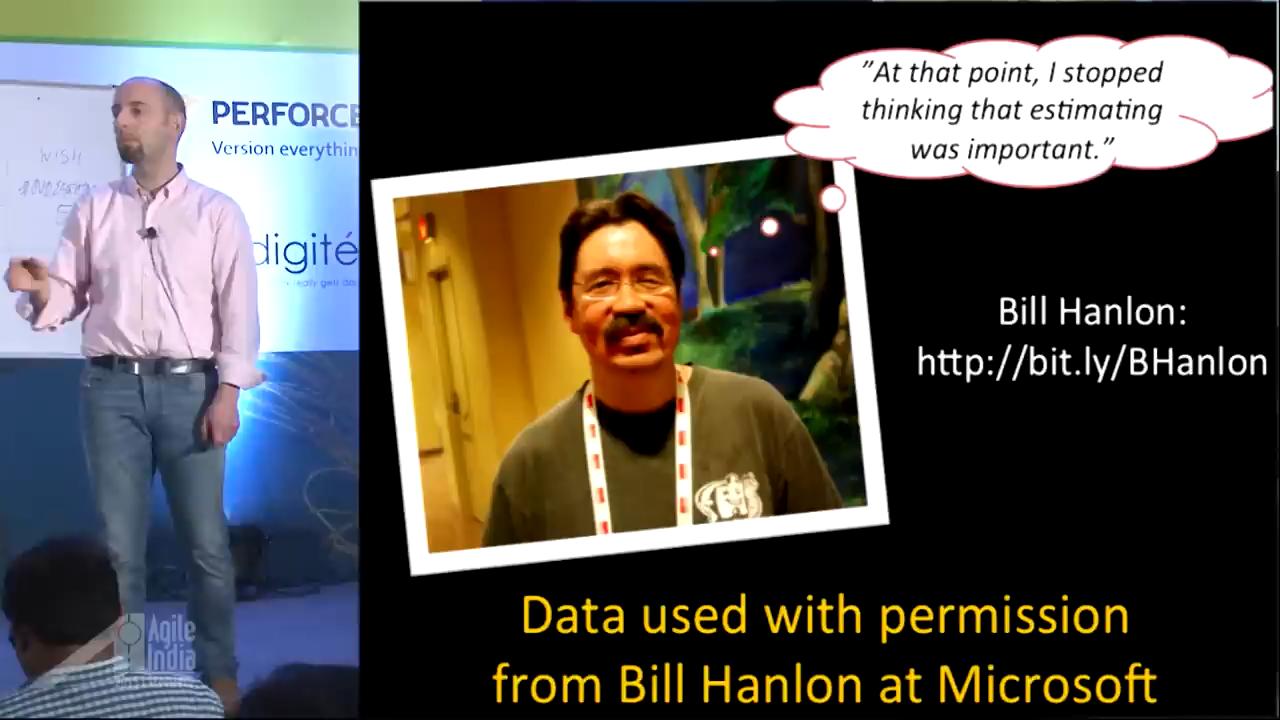 PERFORCE
Version everythin
WISH
digité
Agile
India
”At that point, I stopped
thinking that estimating
was important.”
Bill Hanlon:
http://bit.ly/BHanlon
Data used with permission
from Bill Hanlon at Microsoft